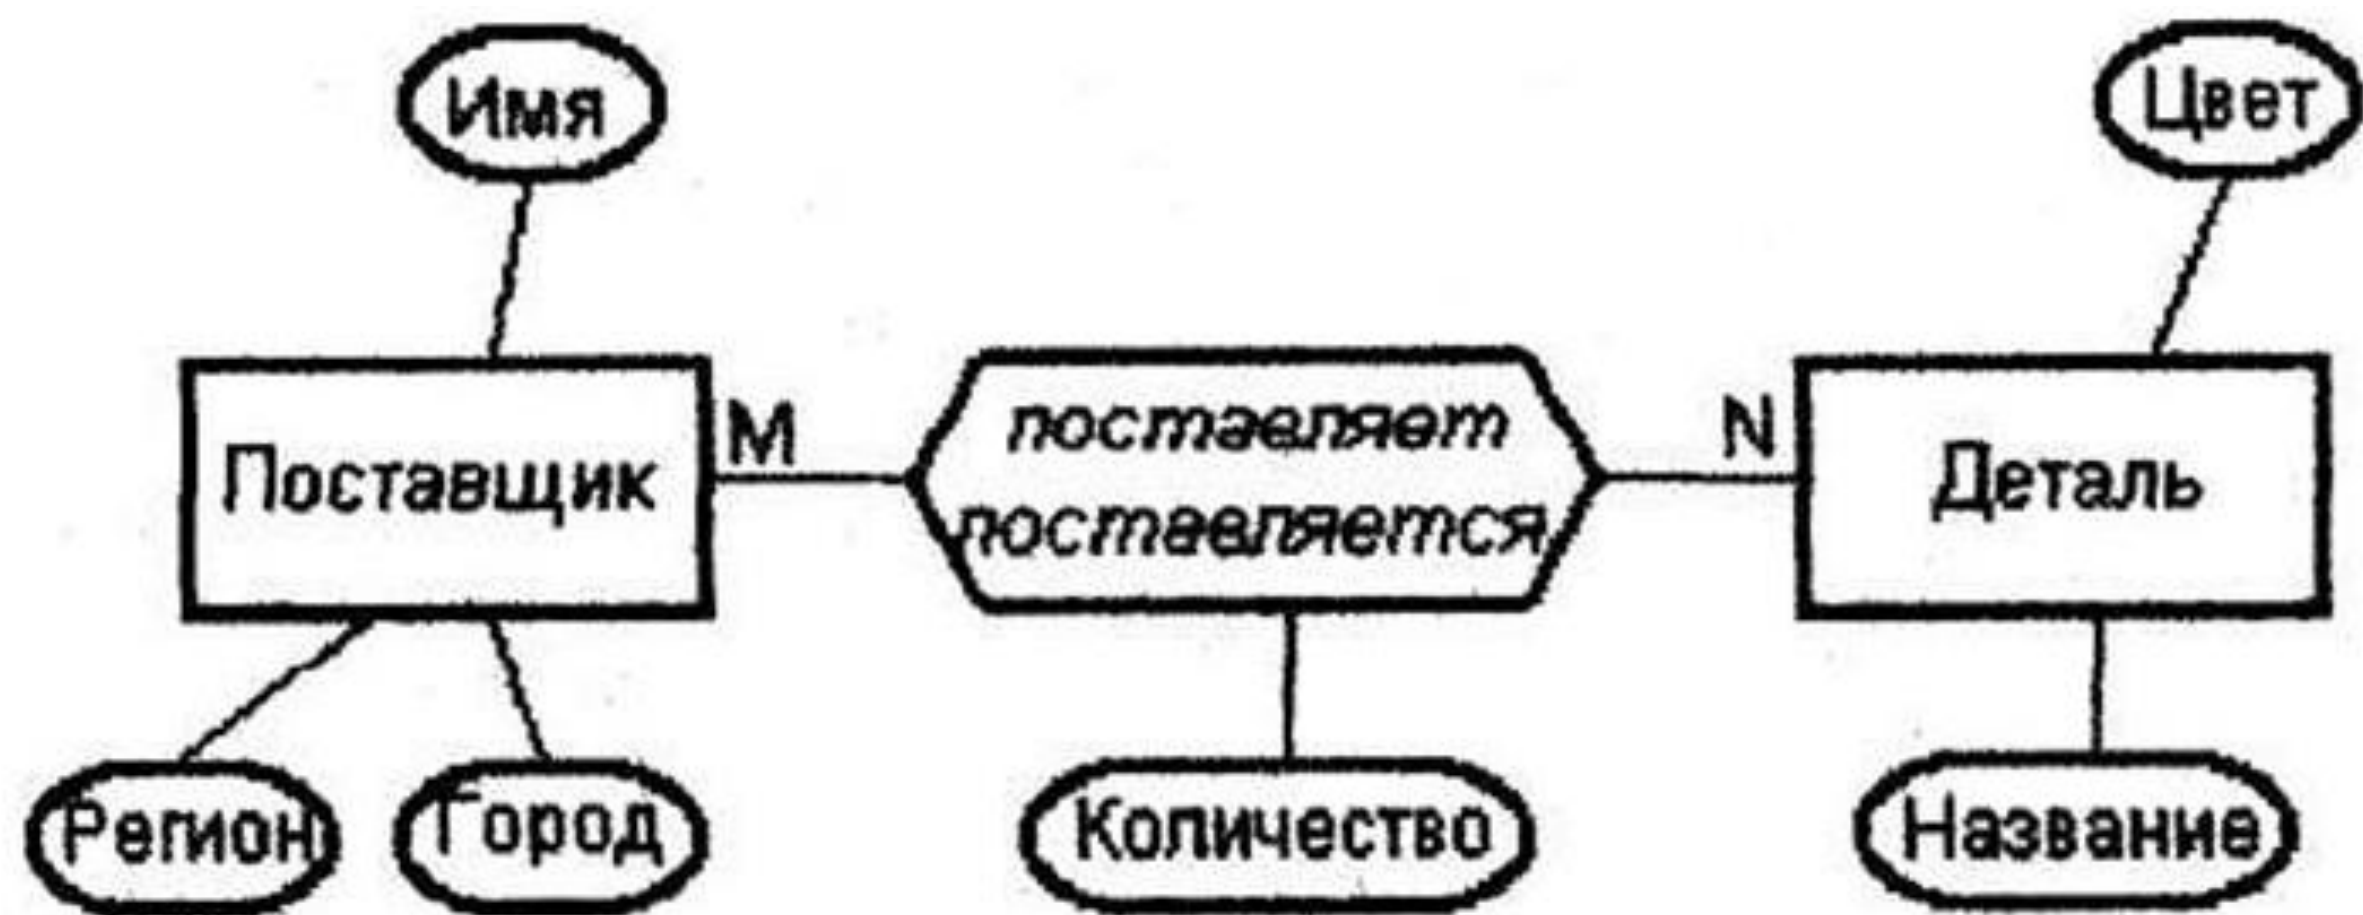 Имя
Цвет
Поставщик
M
поставляет
поставляется
N
Деталь
Регион
Город
Количество
Название